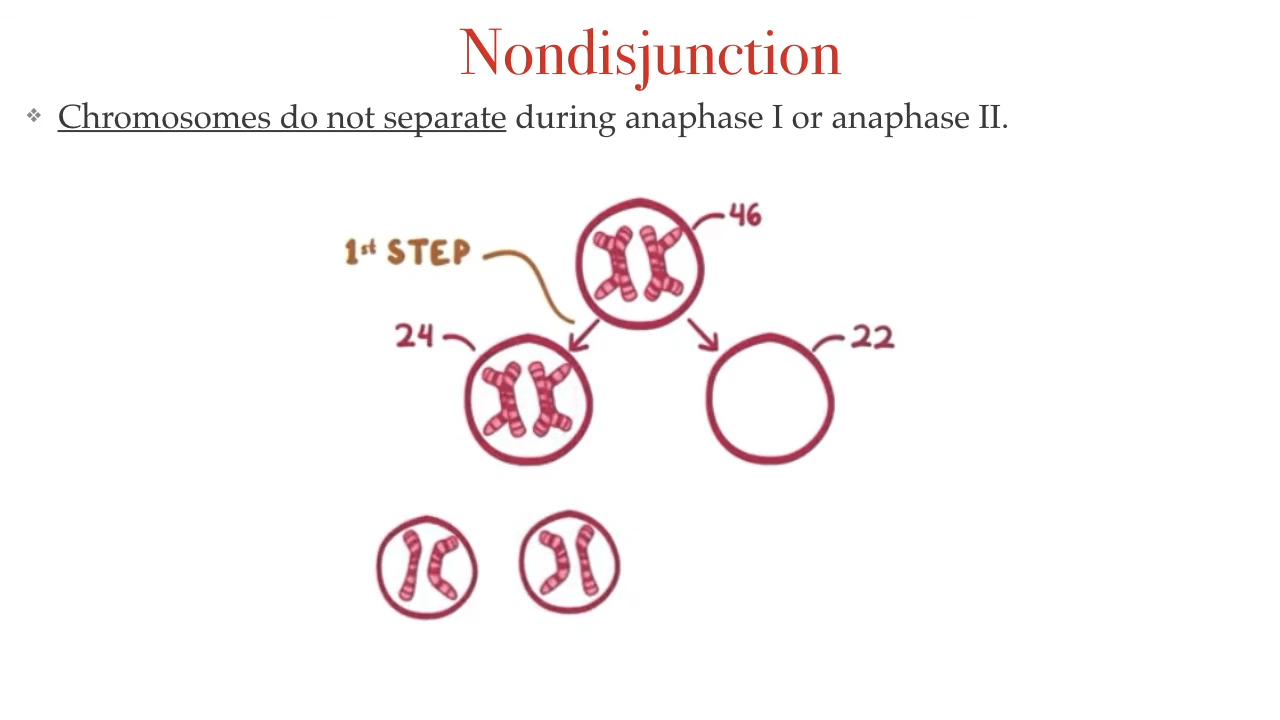 Nondisjunction
❖ Chromosomes do not separate during anaphase I or anaphase II.
46
1st STEP
24
22